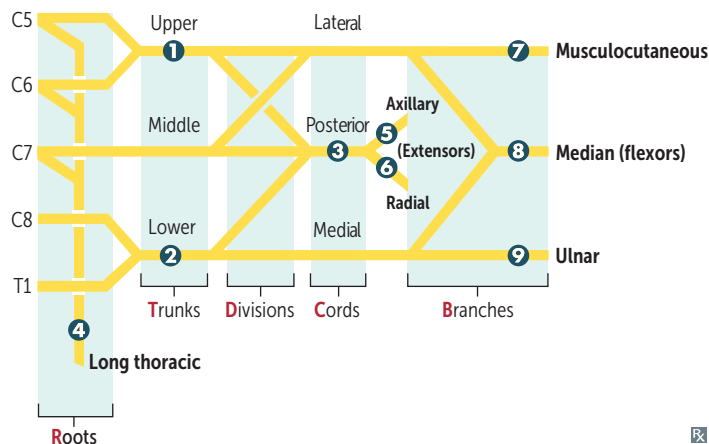 C5
Upper
Lateral
1
7
Musculocutaneous
C6
Axillary
Middle
Posterior
5
C7
3
(Extensors)
8
Median (flexors)
6
Radial
C8
Lower
Medial
2
9
Ulnar
T1
Trunks
Divisions
Cords
Branches
4
Long thoracic
Roots
Rx